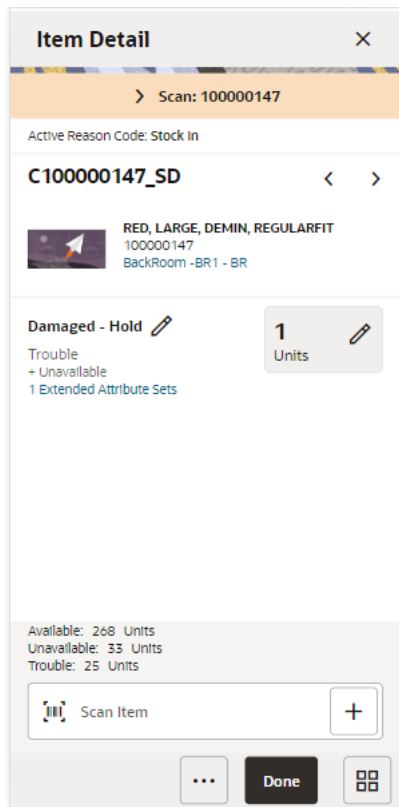 Item Detail
Scan: 100000147
Active Reason Code: Stock In
C100000147_SD
RED, LARGE, DEMIN, REGULARFIT
100000147
BackRoom -BR1 - BR
Damaged - Hold
1
Units
Trouble
+ Unavailable
1 Extended Attribute Sets
Available: 268 Units
Unavailable: 33 Units
Trouble: 25 Units
Scan Item
Done